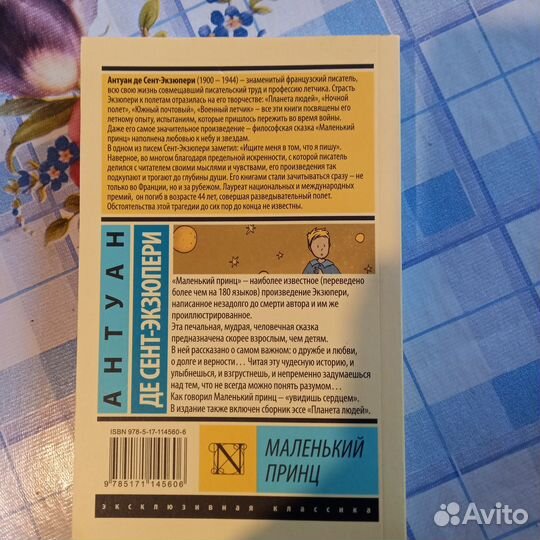 Антуан де Сент-Экзюпери (1900 – 1944) – знаменитый французский писатель,
всю свою жизнь совмещавший писательский труд и профессию летчика. Страсть
Экзюпери к полетам отразилась на его творчестве: «Планета людей», «Ночной
полет», «Южный почтовый», «Военный летчик» – все эти книги посвящены его
летному опыту, испытаниям, которые пришлось пережить во время войны.
Даже его самое значительное произведение – философская сказка «Маленький
принц» наполнена любовью к небу и звездам.
В одном из писем Сент-Экзюпери заметил: «Ищите меня в том, что я пишу».
Наверное, во многом благодаря предельной искренности, с которой писатель
делился с читателем своими мыслями и чувствами, его произведения так
подкупают и трогают до глубины души. Его книгами стали зачитываться сразу – не
только во Франции, но и за рубежом. Лауреат национальных и международных
премий, он погиб в возрасте 44 лет, совершая разведывательный полет.
Обстоятельства этой трагедии до сих пор до конца не известны.
АНТУАН
ДЕ СЕНТ-ЭКЗЮПЕРИ
«Маленький принц» – наиболее известное (переведено
более чем на 180 языков) произведение Экзюпери,
написанное незадолго до смерти автора и им же
проиллюстрированное.
Эта печальная, мудрая, человечная сказка
предназначена скорее взрослым, чем детям.
В ней рассказано о самом важном: о дружбе и любви,
о долге и верности... Читая эту чудесную историю, и
улыбнешься, и взгрустнешь, и непременно задумаешься
над тем, что не всегда можно понять разумом...
Как говорил Маленький принц – «увидишь сердцем».
В издание также включен сборник эссе «Планета людей».
ISBN 978-5-17-114560-6
9 785171 145606
N
МАЛЕНЬКИЙ
ПРИНЦ
эксклюзивная классика
Avito